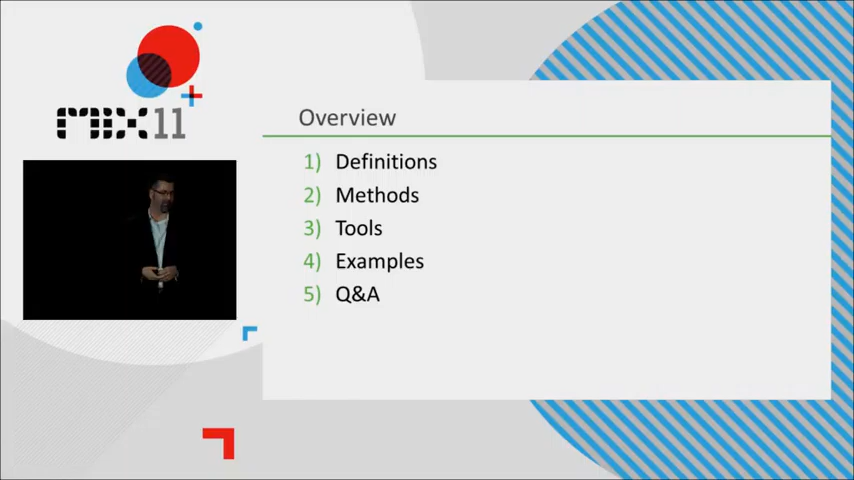 MIX11
Overview
1) Definitions
2) Methods
3) Tools
4) Examples
5) Q&A